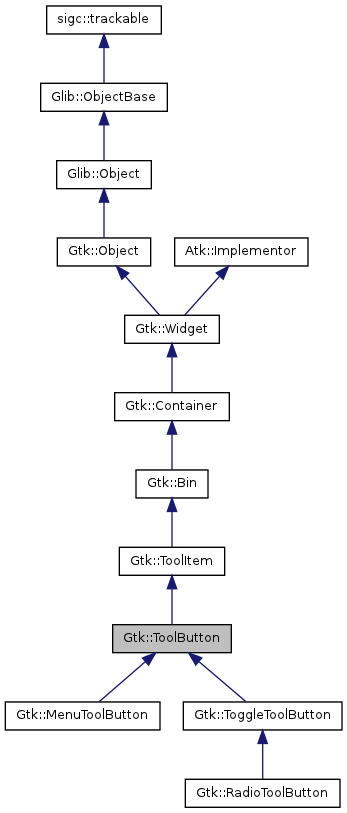 sigc::trackable
Glib::ObjectBase
Glib::Object
Gtk::Object
Atk::Implementor
Gtk::Widget
Gtk::Container
Gtk::Bin
Gtk::ToolItem
Gtk::ToolButton
Gtk::MenuToolButton
Gtk::ToggleToolButton
Gtk::RadioToolButton